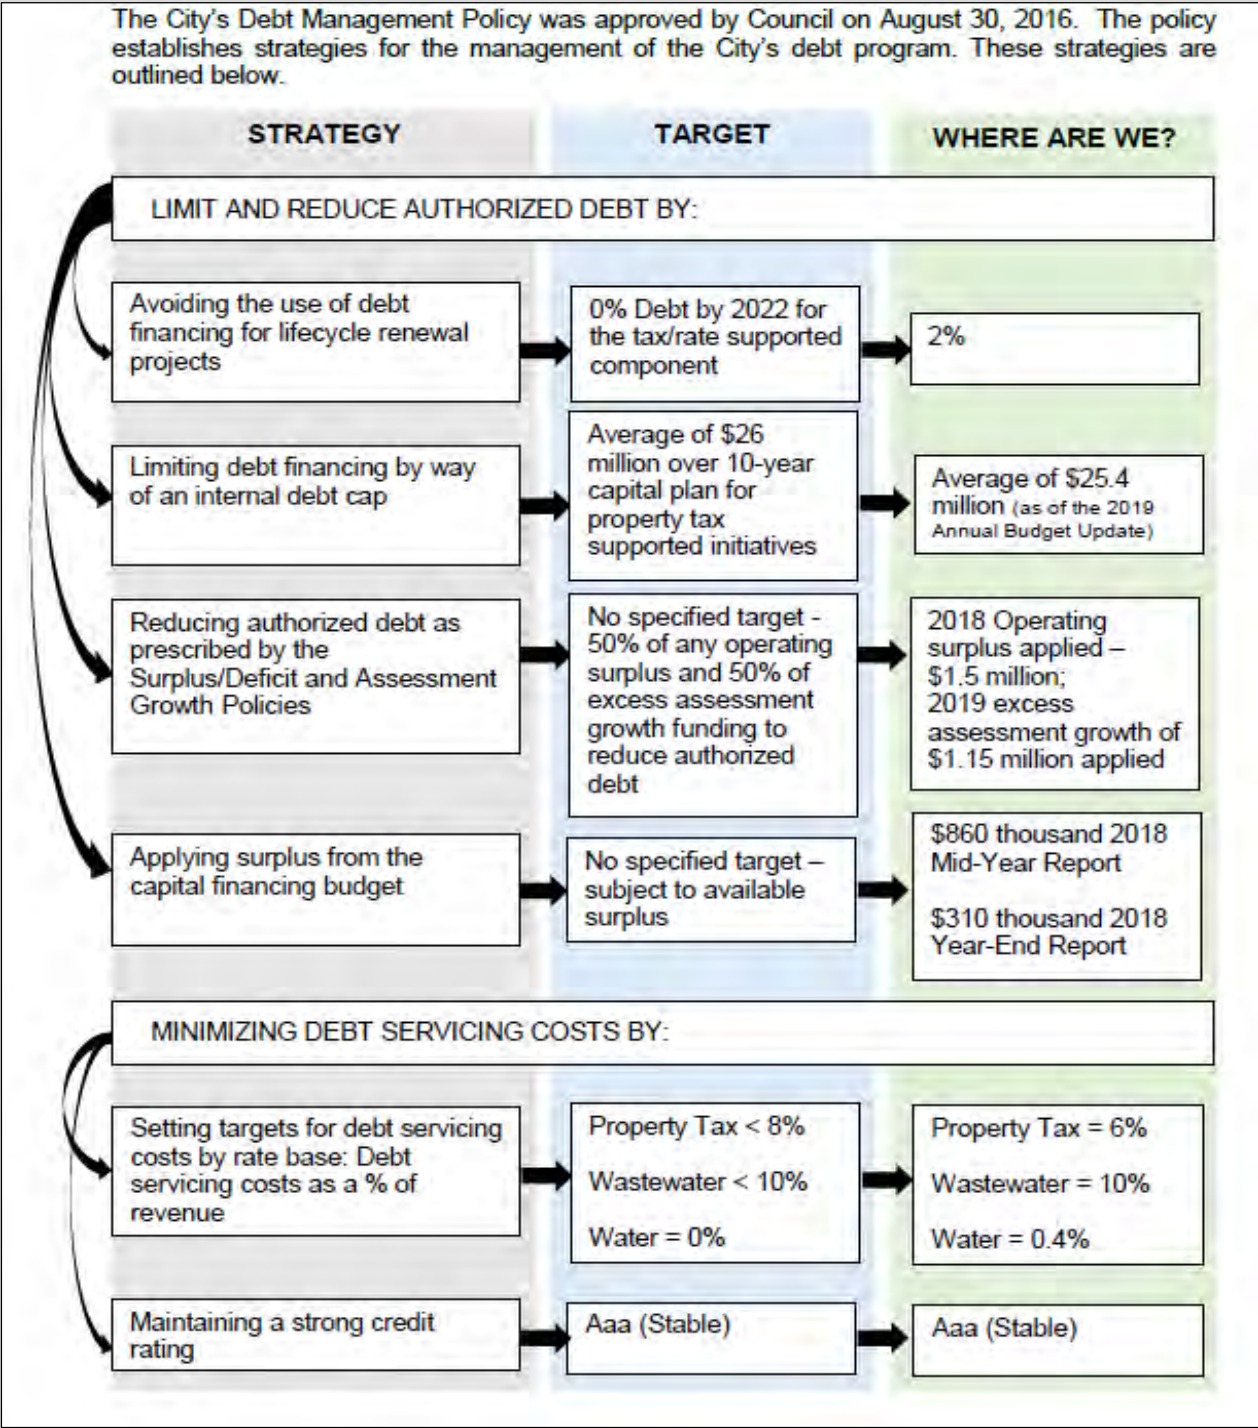 The City's Debt Management Policy was approved by Council on August 30, 2016. The policy
establishes strategies for the management of the City's debt program. These strategies are
outlined below.
STRATEGY
TARGET
WHERE ARE WE?
LIMIT AND REDUCE AUTHORIZED DEBT BY:
Avoiding the use of debt
financing for lifecycle renewal
projects
0% Debt by 2022 for
the tax/rate supported
component
2%
Limiting debt financing by way
of an internal debt cap
Average of $26
million over 10-year
capital plan for
property tax
supported initiatives
Average of $25.4
million (as of the 2019
Annual Budget Update)
Reducing authorized debt as
prescribed by the
Surplus/Deficit and Assessment
Growth Policies
No specified target -
50% of any operating
surplus and 50% of
excess assessment
growth funding to
reduce authorized
debt
2018 Operating
surplus applied –
$1.5 million;
2019 excess
assessment growth of
$1.15 million applied
Applying surplus from the
capital financing budget
No specified target –
subject to available
surplus
$860 thousand 2018
Mid-Year Report
$310 thousand 2018
Year-End Report
MINIMIZING DEBT SERVICING COSTS BY:
Setting targets for debt servicing
costs by rate base: Debt
servicing costs as a % of
revenue
Property Tax < 8%
Wastewater < 10%
Water = 0%
Property Tax = 6%
Wastewater = 10%
Water = 0.4%
Maintaining a strong credit
rating
Aaa (Stable)
Aaa (Stable)